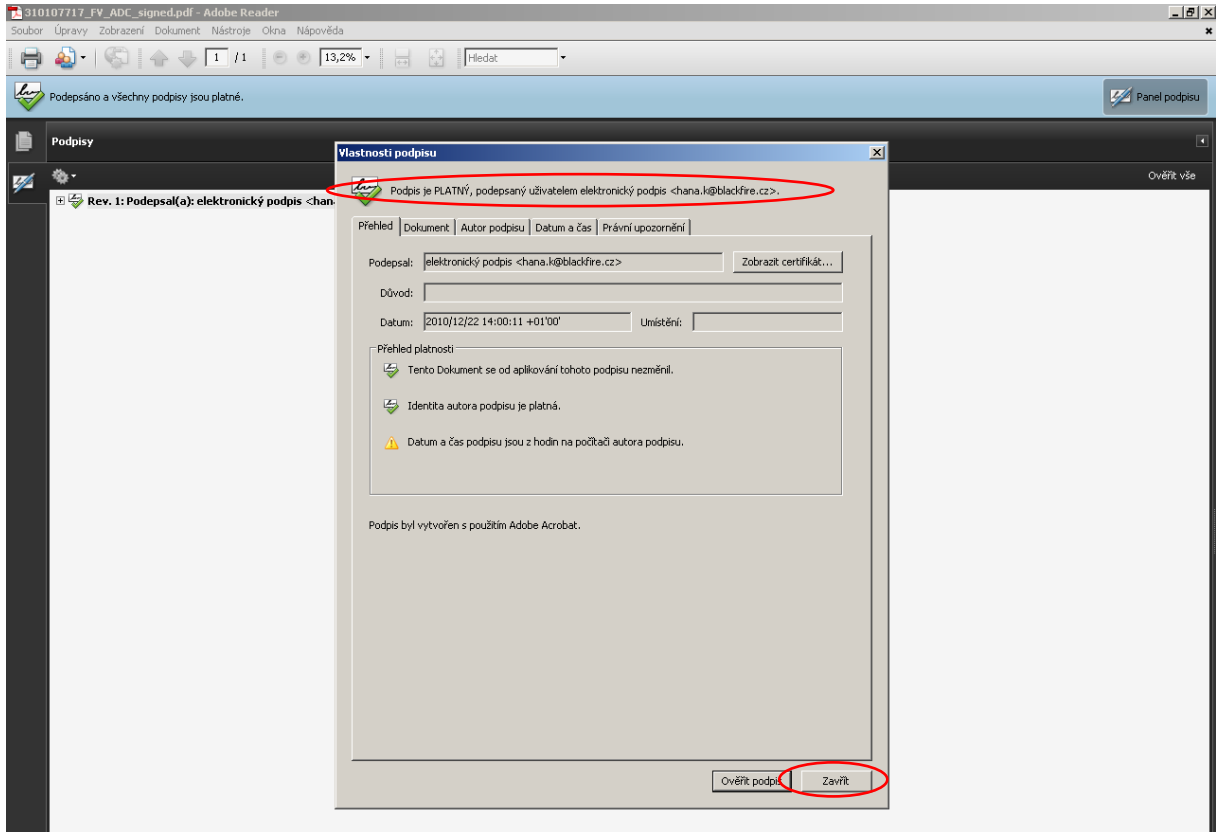 310107717_FV_ADC_signed.pdf - Adobe Reader
Soubor Úpravy Zobrazení Dokument Nástroje Okna Nápověda
1 /1 13,2% Hledat
Podepsáno a všechny podpisy jsou platné.
Panel podpisu
Podpisy
Ověřit vše
Rev. 1: Podepsal(a): elektronický podpis <han
Vlastnosti podpisu
Podpis je PLATNÝ, podepsaný uživatelem elektronický podpis <hana.k@blackfire.cz>.
Přehled Dokument Autor podpisu Datum a čas Právní upozornění
Podepsal: elektronický podpis <hana.k@blackfire.cz> Zobrazit certifikát...
Důvod:
Datum: 2010/12/22 14:00:11 +01'00' Umístění:
Přehled platnosti
Tento Dokument se od aplikování tohoto podpisu nezměnil.
Identita autora podpisu je platná.
Datum a čas podpisu jsou z hodin na počítači autora podpisu.
Podpis byl vytvořen s použitím Adobe Acrobat.
Ověřit podpis Zavřít